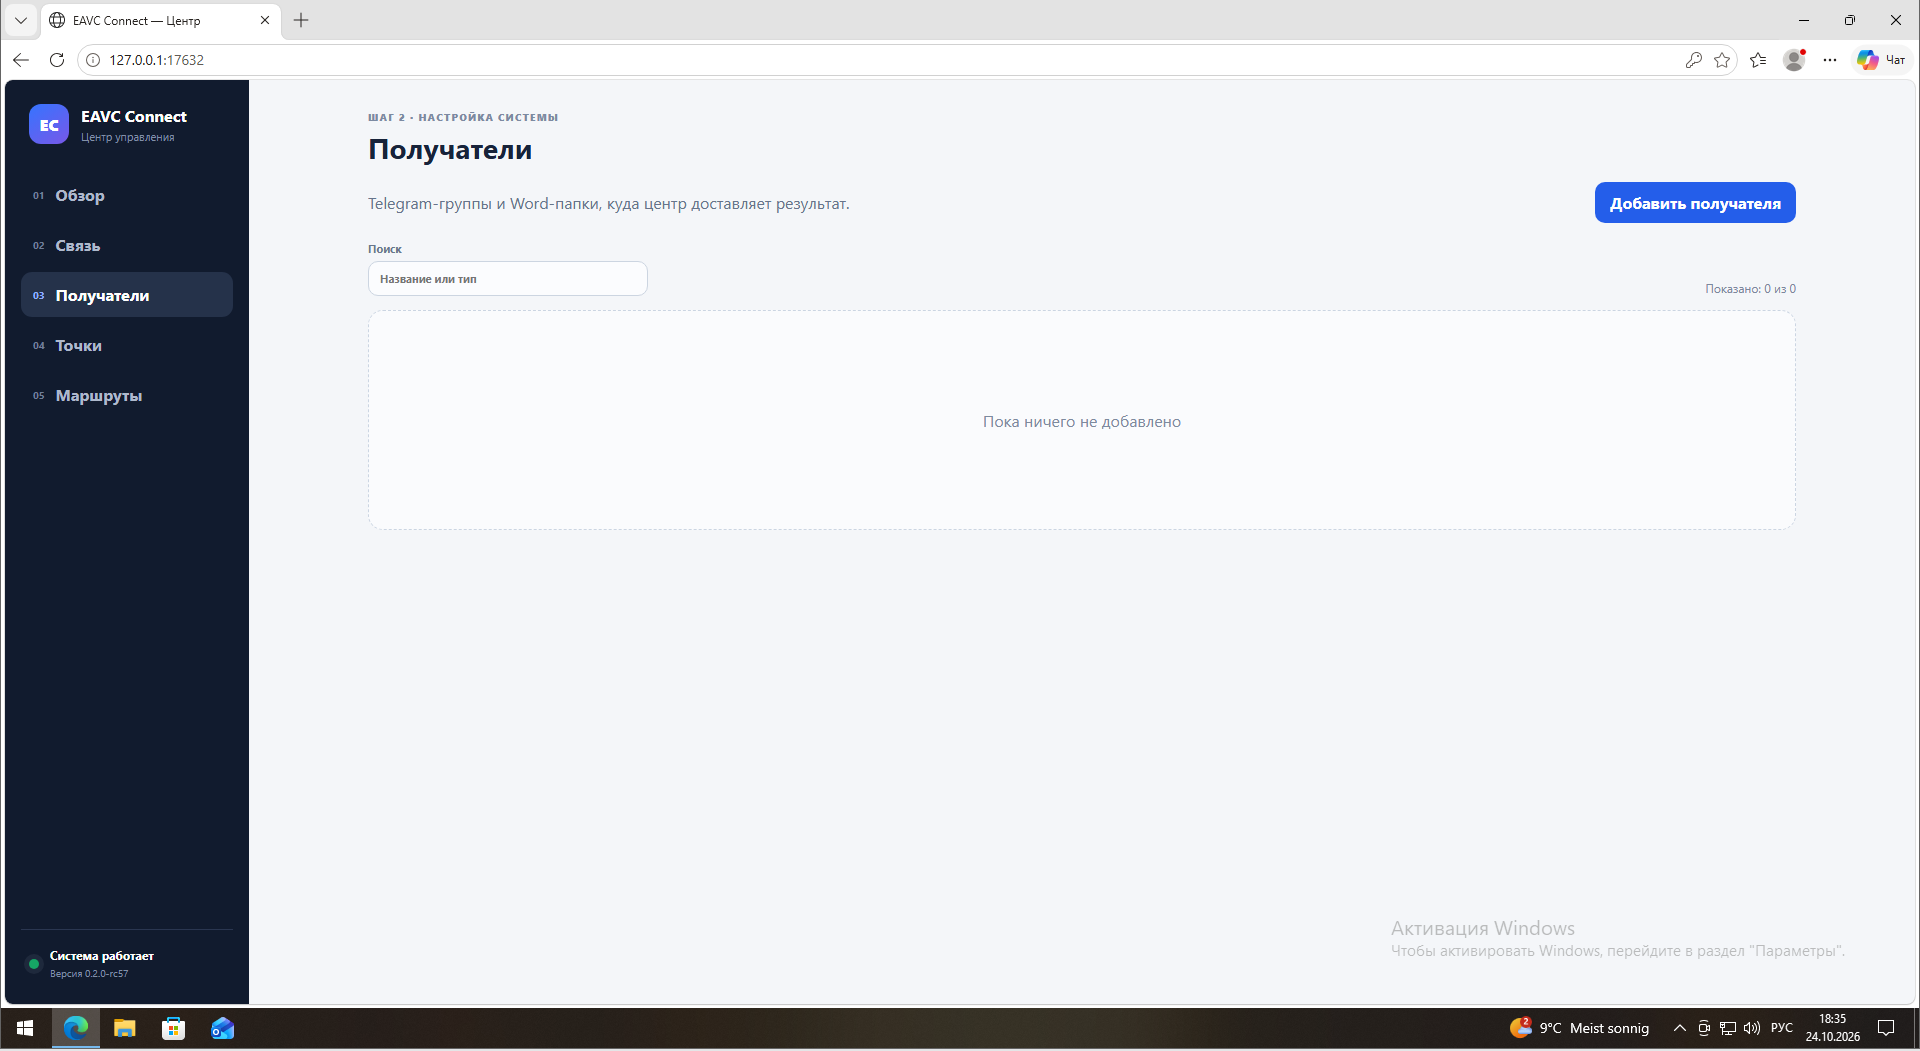 EAVC Connect — Центр
127.0.0.1:17632
Чат
EC
EAVC Connect
Центр управления
01 Обзор
02 Связь
03 Получатели
04 Точки
05 Маршруты
Система работает
Версия 0.2.0-rc57
ШАГ 2 · НАСТРОЙКА СИСТЕМЫ
Получатели
Telegram-группы и Word-папки, куда центр доставляет результат.
Добавить получателя
Поиск
Название или тип
Показано: 0 из 0
Пока ничего не добавлено
Активация Windows
Чтобы активировать Windows, перейдите в раздел "Параметры".
2
9°C Meist sonnig
РУС
18:35
24.10.2026